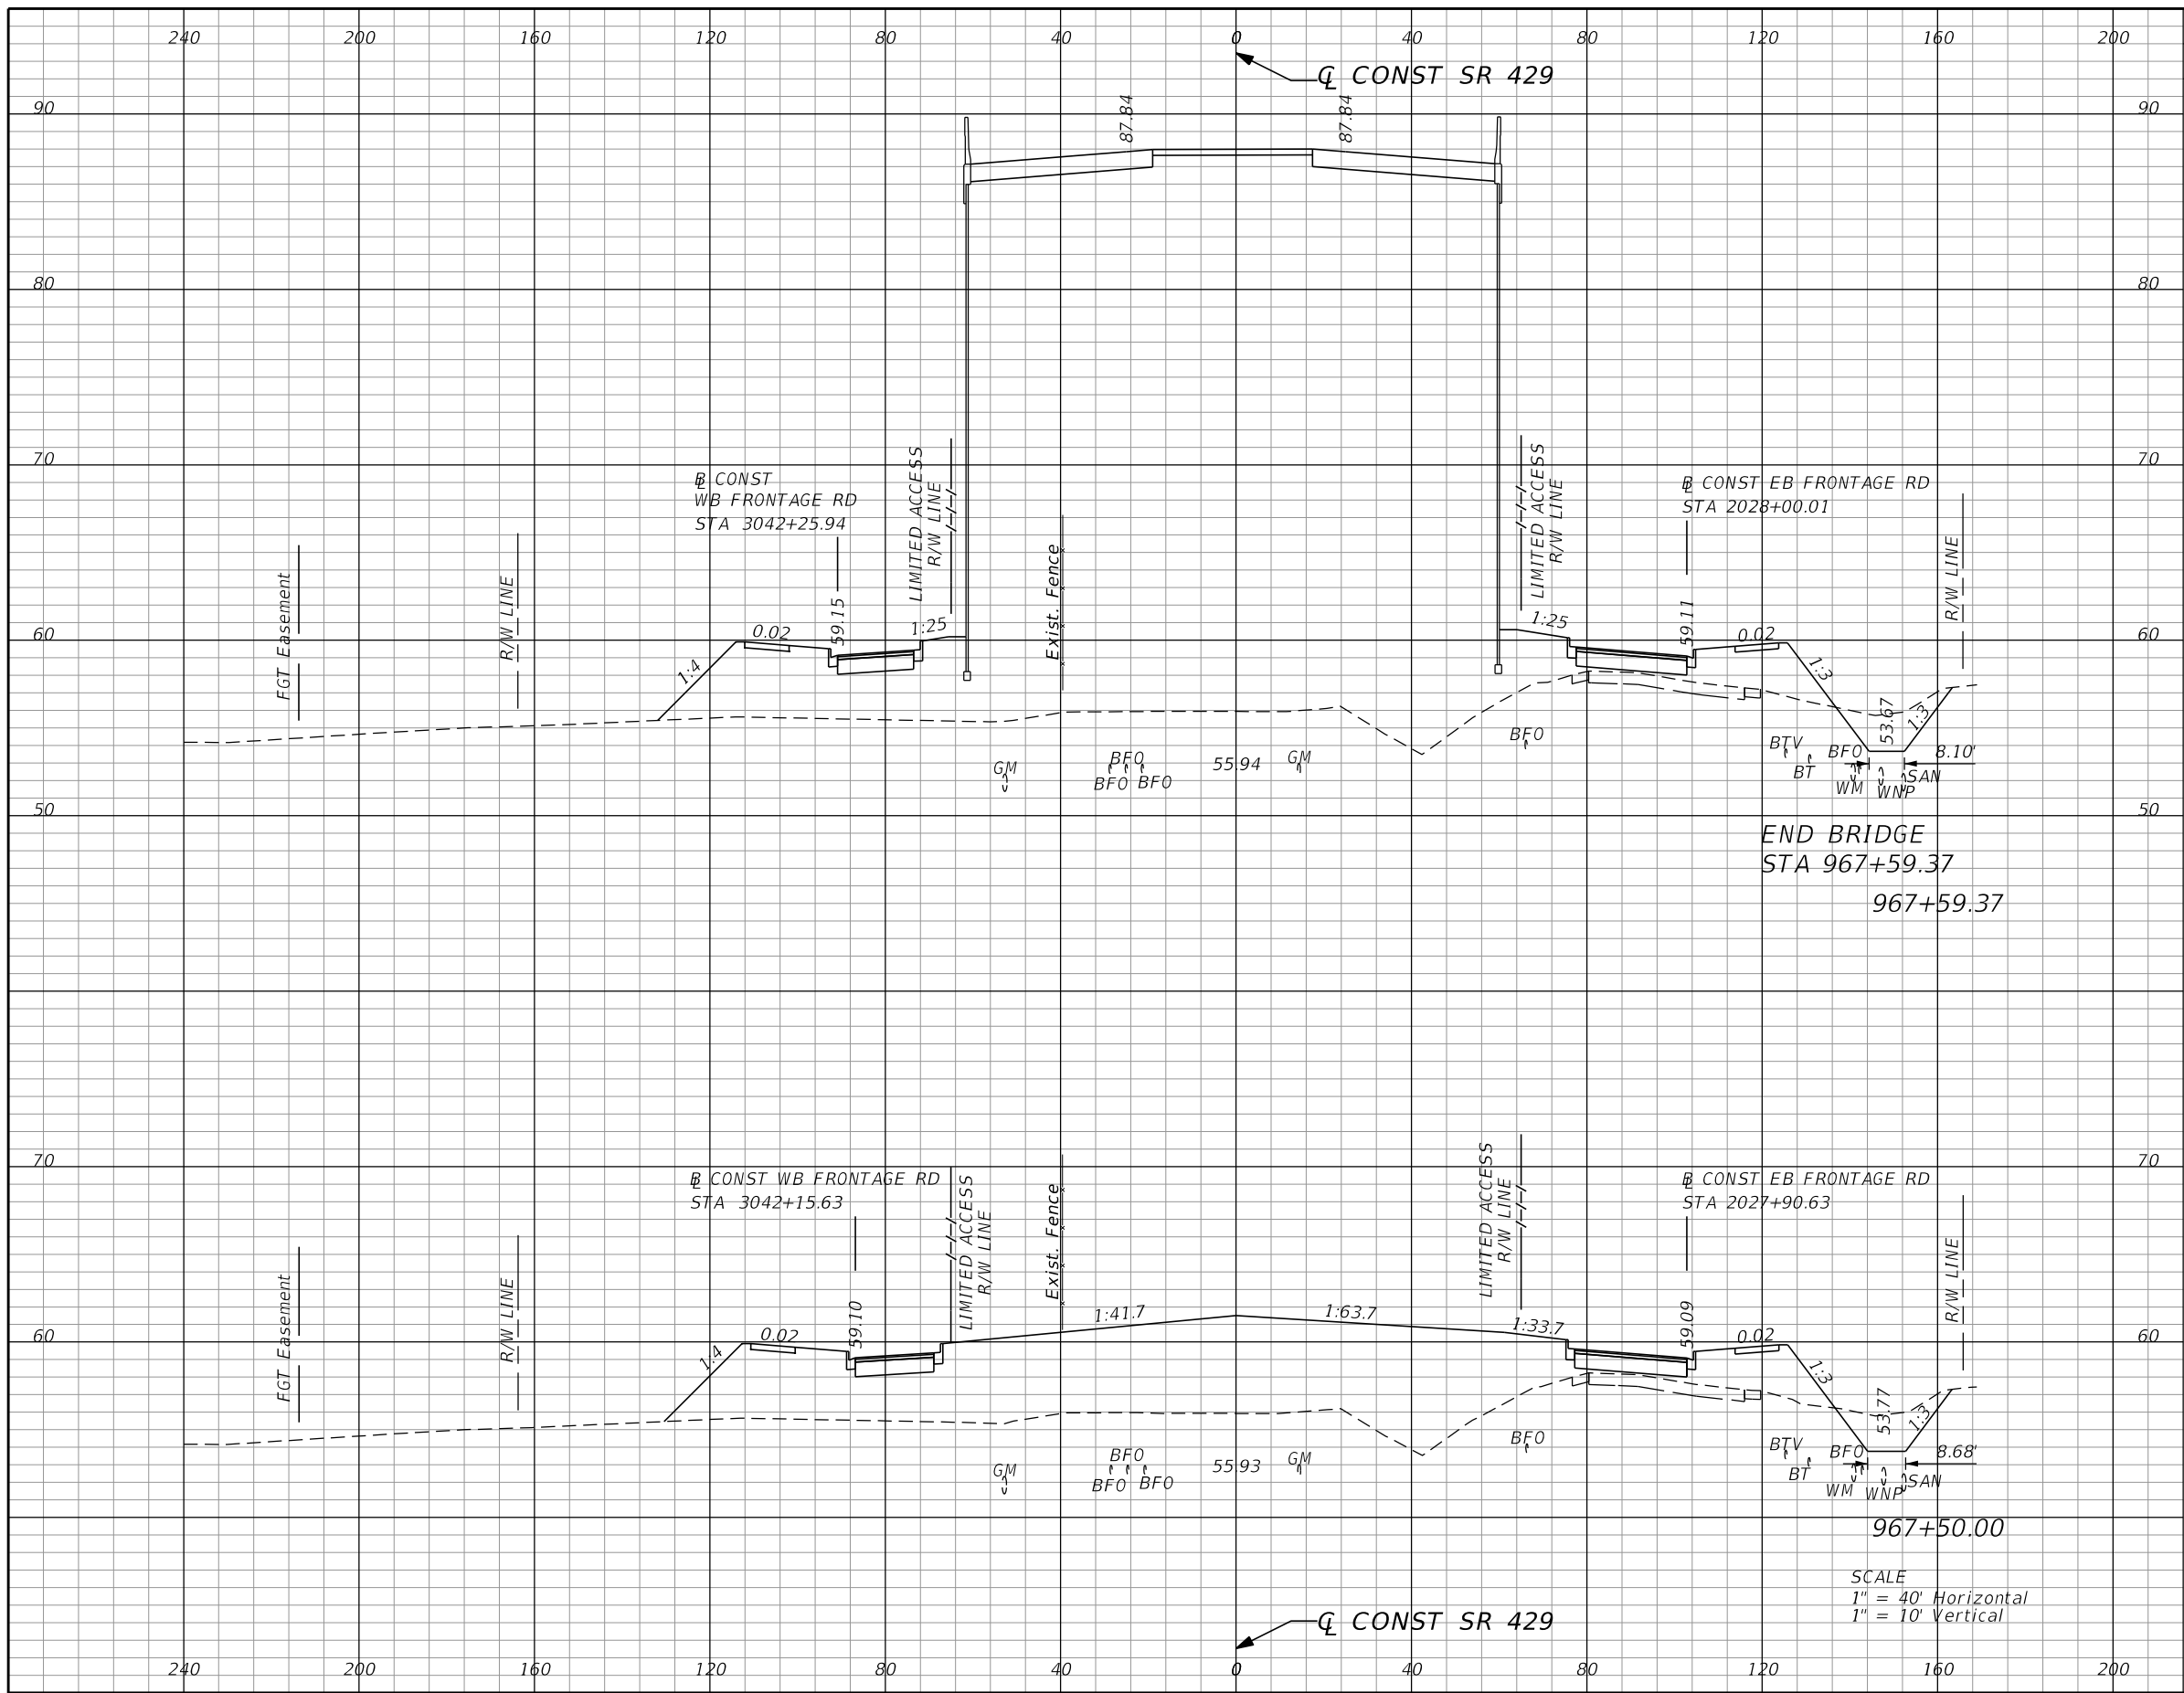 240 200 160 120 80 40 0 40 80 120 160 200
℄ CONST SR 429
87.84 87.84
90 90
80 80
70 70
℄ CONST
WB FRONTAGE RD
STA 3042+25.94
LIMITED ACCESS
R/W LINE
LIMITED ACCESS
R/W LINE
BL CONST EB FRONTAGE RD
STA 2028+00.01
FGT Easement
R/W LINE
Exist. Fence
R/W LINE
60 60
1:4
0.02
59.15
1:25
1:25
59.11
0.02
1:3
53.67
1:3
8.10'
GM
BFO
BFO BFO
55.94
GM
BFO
BTV
BT
BFO
WM
WNP
SAN
50 50
END BRIDGE
STA 967+59.37
967+59.37
70 70
BL CONST WB FRONTAGE RD
STA 3042+15.63
LIMITED ACCESS
R/W LINE
LIMITED ACCESS
R/W LINE
BL CONST EB FRONTAGE RD
STA 2027+90.63
FGT Easement
R/W LINE
Exist. Fence
R/W LINE
60 60
1:4
0.02
59.10
1:41.7
1:63.7
1:33.7
59.09
0.02
1:3
53.77
1:3
8.68'
GM
BFO
BFO BFO
55.93
GM
BFO
BTV
BT
BFO
WM
WNP
SAN
967+50.00
SCALE
1" = 40' Horizontal
1" = 10' Vertical
℄ CONST SR 429
240 200 160 120 80 40 0 40 80 120 160 200